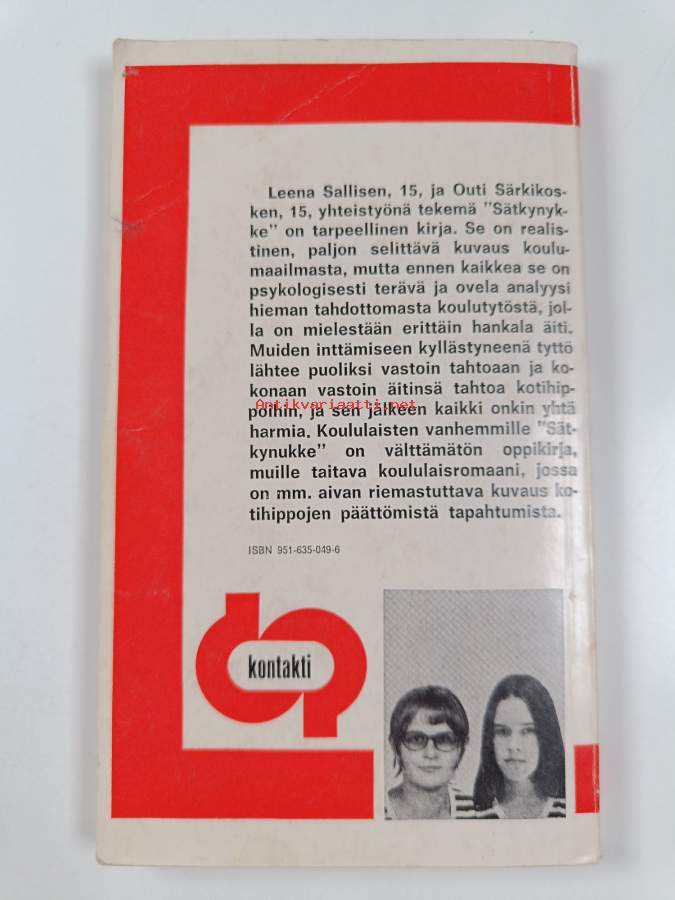 Leena Sallisen, 15, ja Outi Särkikos-
ken, 15, yhteistyönä tekemä "Sätkynyk-
ke" on tarpeellinen kirja. Se on realis-
tinen, paljon selittävä kuvaus koulu-
maailmasta, mutta ennen kaikkea se on
psykologisesti terävä ja ovela analyysi
hieman tahdottomasta koulutytöstä, jol-
la on mielestään erittäin hankala äiti.
Muiden inttämiseen kyllästyneenä tyttö
lähtee puoliksi vastoin tahtoaan ja ko-
konaan vastoin äitinsä tahtoa kotihip-
Antikvariaatti.net
poihin, ja sen jälkeen kaikki onkin yhtä
harmia. Koululaisten vanhemmille "Sät-
kynukke" on välttämätön oppikirja,
muille taitava koululaisromaani, jossa
on mm. aivan riemastuttava kuvaus ko-
tihippojen päättömistä tapahtumista.
ISBN 951-635-049-6
kontakti